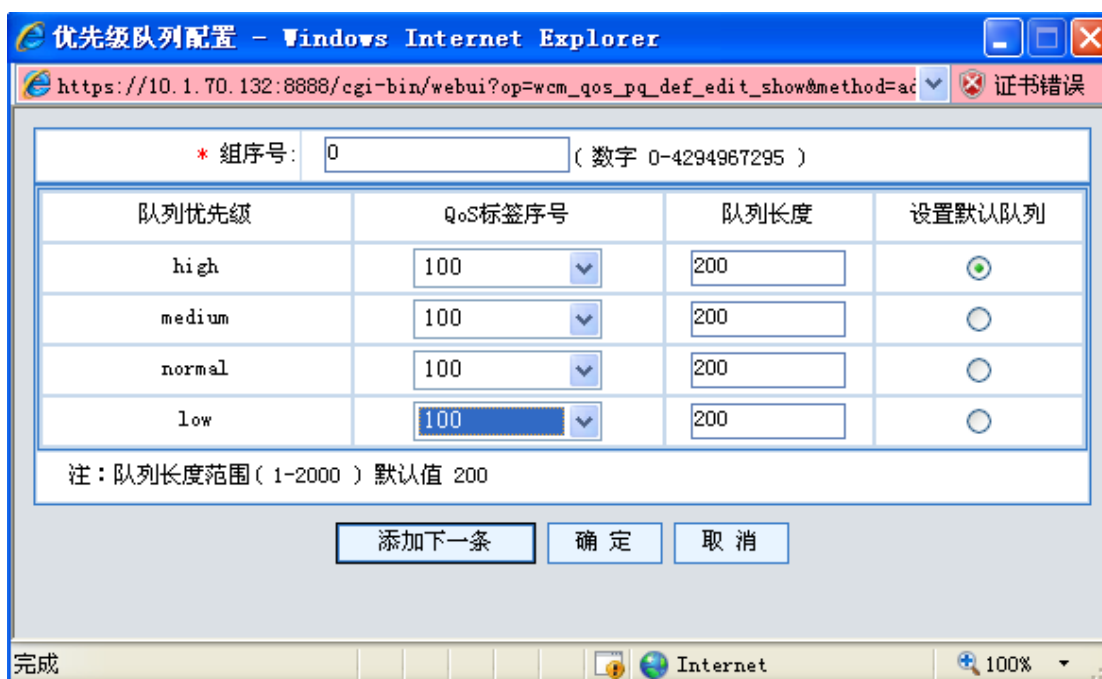 优先级队列配置 - Windows Internet Explorer
https://10.1.70.132:8888/cgi-bin/webui?op=wcm_qos_pq_def_edit_show&method=ad 证书错误
* 组序号: 0 ( 数字 0-4294967295 )
队列优先级 QoS标签序号 队列长度 设置默认队列
high 100 200
medium 100 200
normal 100 200
low 100 200
注：队列长度范围( 1-2000 ) 默认值 200
添加下一条 确 定 取 消
完成 Internet 100%